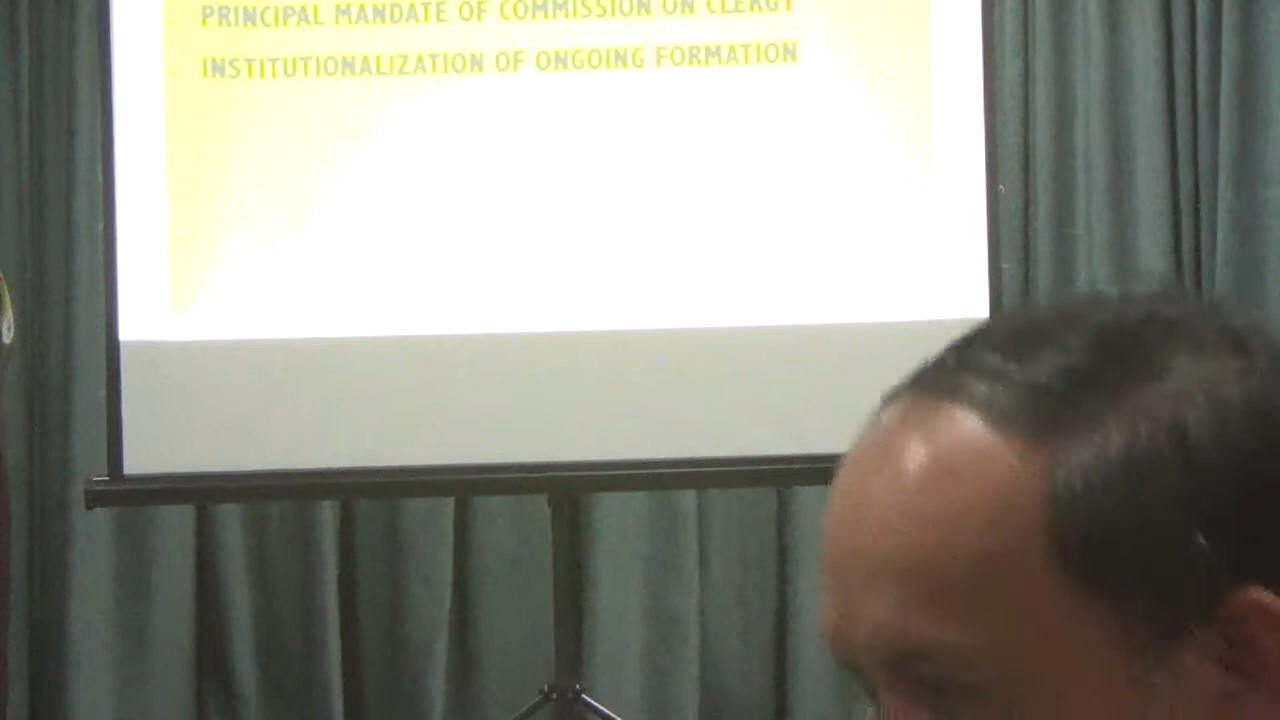 PRINCIPAL MANDATE OF COMMISSION ON CLERGY
INSTITUTIONALIZATION OF ONGOING FORMATION